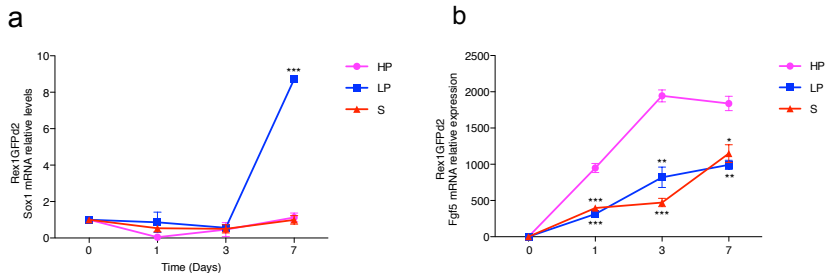 a
Rex1GFPd2
Sox1 mRNA relative levels
10
8
6
4
2
0
0 1 3 7
Time (Days)
***
HP
LP
S
b
Rex1GFPd2
Fgf5 mRNA relative expression
2500
2000
1500
1000
500
0
0 1 3 7
***
***
**
***
*
**
HP
LP
S